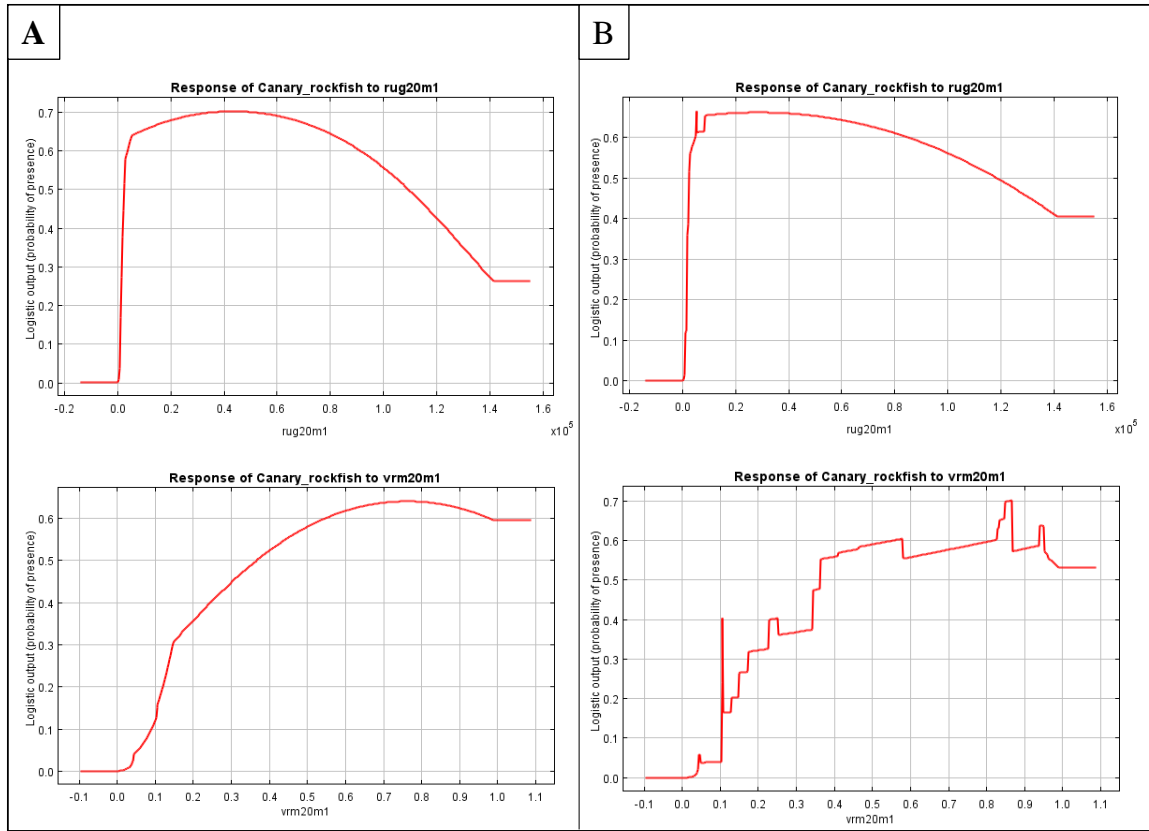 A
Response of Canary_rockfish to rug20m1
Logistic output (probability of presence)
0.7
0.6
0.5
0.4
0.3
0.2
0.1
0.0
-0.2 0.0 0.2 0.4 0.6 0.8 1.0 1.2 1.4 1.6
x10^5
rug20m1
Response of Canary_rockfish to vrm20m1
Logistic output (probability of presence)
0.6
0.5
0.4
0.3
0.2
0.1
0.0
-0.1 0.0 0.1 0.2 0.3 0.4 0.5 0.6 0.7 0.8 0.9 1.0 1.1
vrm20m1
B
Response of Canary_rockfish to rug20m1
Logistic output (probability of presence)
0.6
0.5
0.4
0.3
0.2
0.1
0.0
-0.2 0.0 0.2 0.4 0.6 0.8 1.0 1.2 1.4 1.6
x10^5
rug20m1
Response of Canary_rockfish to vrm20m1
Logistic output (probability of presence)
0.7
0.6
0.5
0.4
0.3
0.2
0.1
0.0
-0.1 0.0 0.1 0.2 0.3 0.4 0.5 0.6 0.7 0.8 0.9 1.0 1.1
vrm20m1